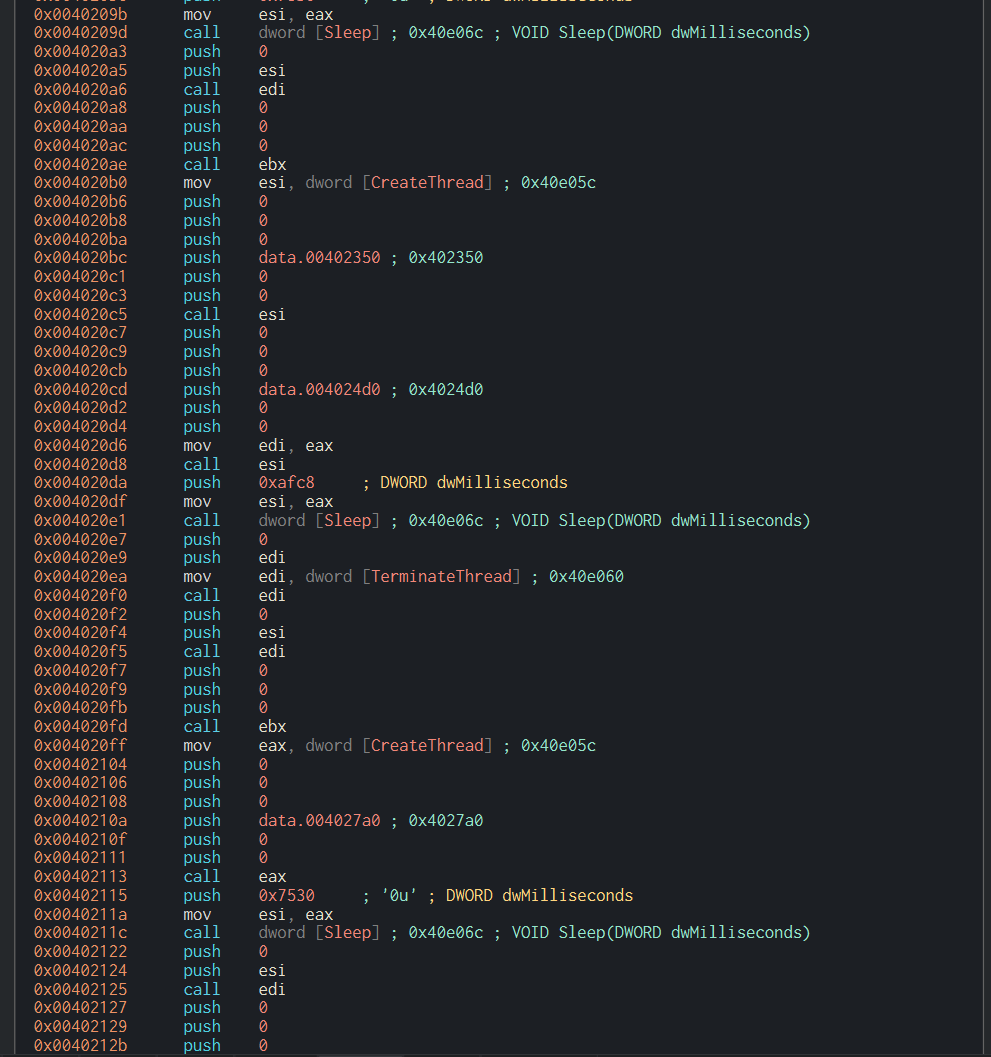 0x0040209b mov esi, eax
0x0040209d call dword [Sleep] ; 0x40e06c ; VOID Sleep(DWORD dwMilliseconds)
0x004020a3 push 0
0x004020a5 push esi
0x004020a6 call edi
0x004020a8 push 0
0x004020aa push 0
0x004020ac push 0
0x004020ae call ebx
0x004020b0 mov esi, dword [CreateThread] ; 0x40e05c
0x004020b6 push 0
0x004020b8 push 0
0x004020ba push 0
0x004020bc push data.00402350 ; 0x402350
0x004020c1 push 0
0x004020c3 push 0
0x004020c5 call esi
0x004020c7 push 0
0x004020c9 push 0
0x004020cb push 0
0x004020cd push data.004024d0 ; 0x4024d0
0x004020d2 push 0
0x004020d4 push 0
0x004020d6 mov edi, eax
0x004020d8 call esi
0x004020da push 0xafc8 ; DWORD dwMilliseconds
0x004020df mov esi, eax
0x004020e1 call dword [Sleep] ; 0x40e06c ; VOID Sleep(DWORD dwMilliseconds)
0x004020e7 push 0
0x004020e9 push edi
0x004020ea mov edi, dword [TerminateThread] ; 0x40e060
0x004020f0 call edi
0x004020f2 push 0
0x004020f4 push esi
0x004020f5 call edi
0x004020f7 push 0
0x004020f9 push 0
0x004020fb push 0
0x004020fd call ebx
0x004020ff mov eax, dword [CreateThread] ; 0x40e05c
0x00402104 push 0
0x00402106 push 0
0x00402108 push 0
0x0040210a push data.004027a0 ; 0x4027a0
0x0040210f push 0
0x00402111 push 0
0x00402113 call eax
0x00402115 push 0x7530 ; '0u' ; DWORD dwMilliseconds
0x0040211a mov esi, eax
0x0040211c call dword [Sleep] ; 0x40e06c ; VOID Sleep(DWORD dwMilliseconds)
0x00402122 push 0
0x00402124 push esi
0x00402125 call edi
0x00402127 push 0
0x00402129 push 0
0x0040212b push 0